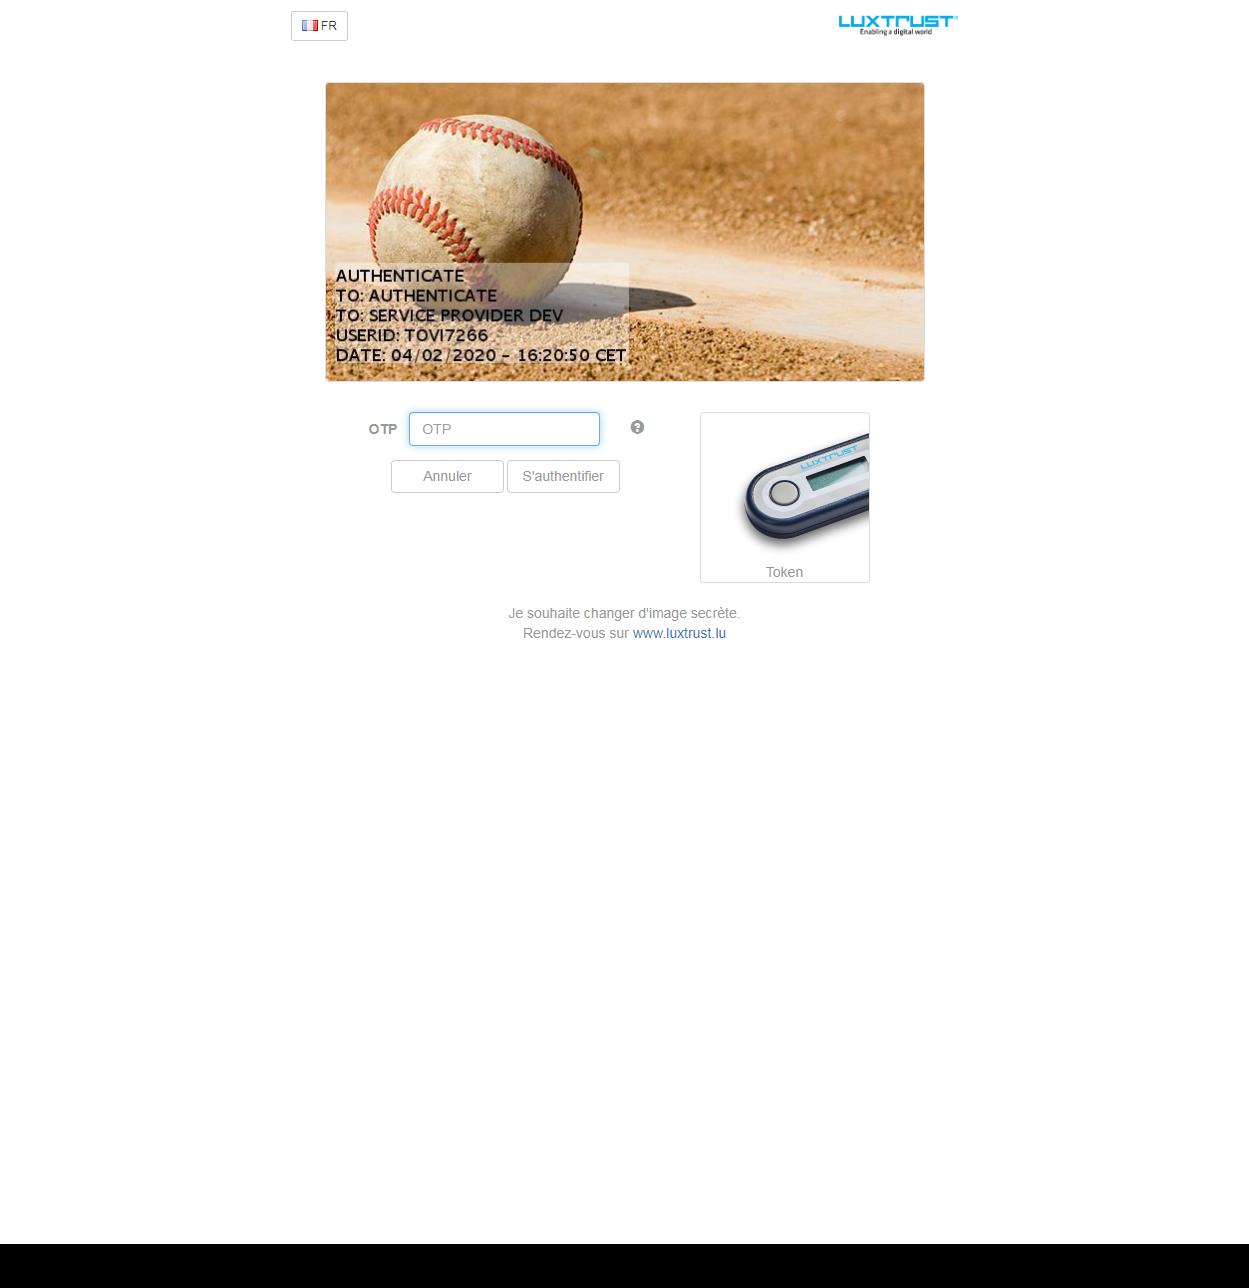 FR
LUXTRUST
Enabling a digital world
AUTHENTICATE
TO: AUTHENTICATE
TO: SERVICE PROVIDER DEV
USERID: TOVI7266
DATE: 04/02/2020 - 16:20:50 CET
OTP OTP
Annuler S'authentifier
LUXTRUST
Token
Je souhaite changer d'image secrète.
Rendez-vous sur www.luxtrust.lu